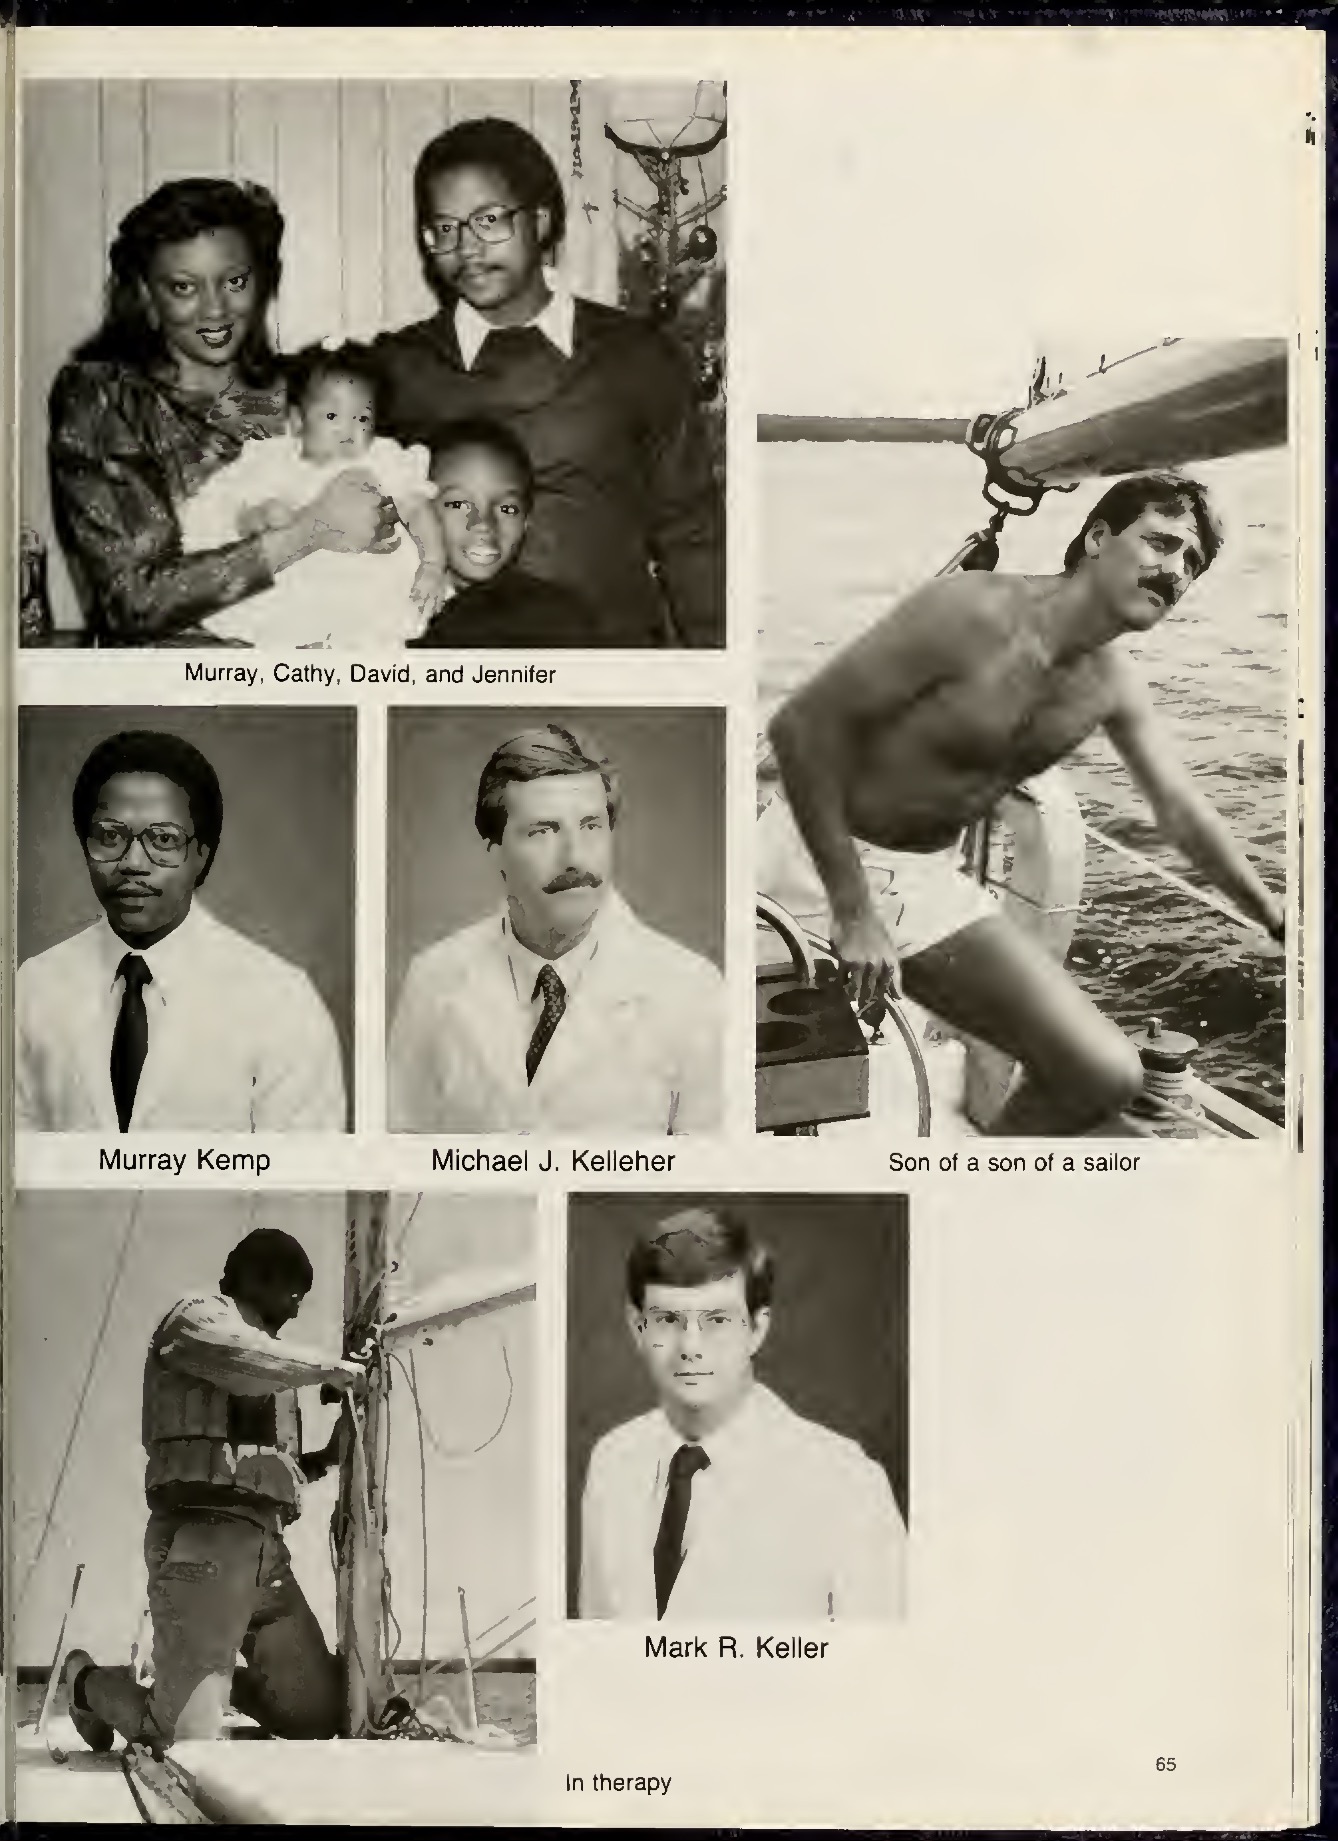 Murray, Cathy, David, and Jennifer
Murray Kemp
Michael J. Kelleher
Son of a son of a sailor
Mark R. Keller
In therapy
65